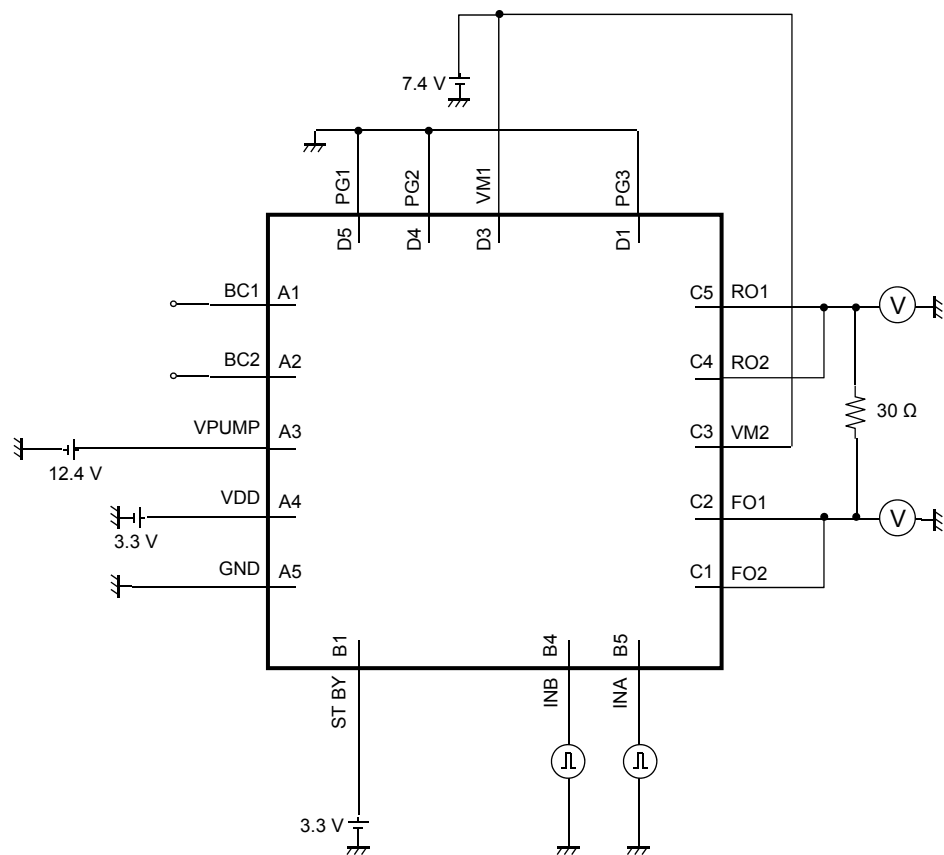 7.4 V
PG1
PG2
VM1
PG3
D5
D4
D3
D1
BC1
A1
C5
RO1
V
BC2
A2
C4
RO2
30 Ω
VPUMP
A3
C3
VM2
12.4 V
VDD
A4
C2
FO1
V
3.3 V
GND
A5
C1
FO2
B1
B4
B5
ST BY
INB
INA
3.3 V